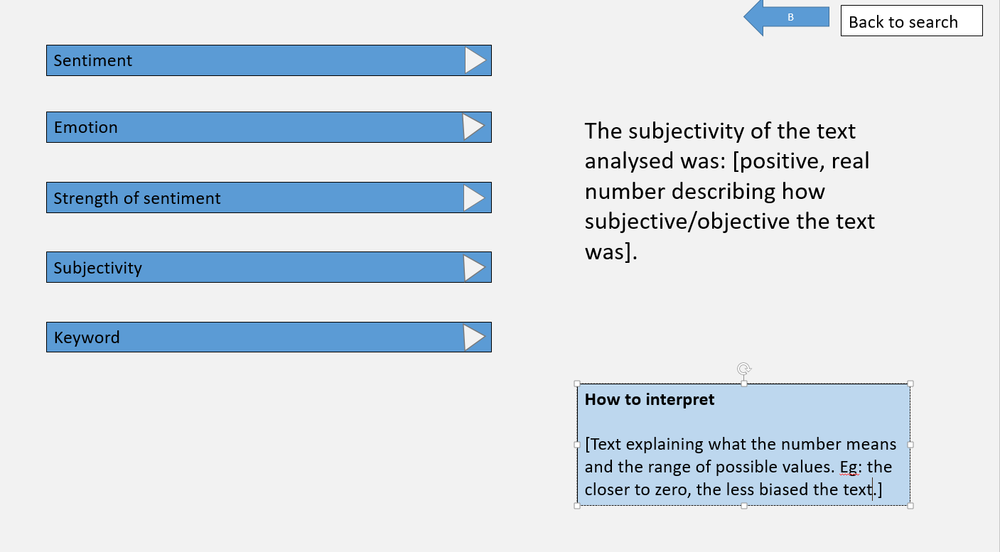 B
Back to search
Sentiment
Emotion
Strength of sentiment
Subjectivity
Keyword
The subjectivity of the text
analysed was: [positive, real
number describing how
subjective/objective the text
was].
How to interpret
[Text explaining what the number means
and the range of possible values. Eg: the
closer to zero, the less biased the text.]